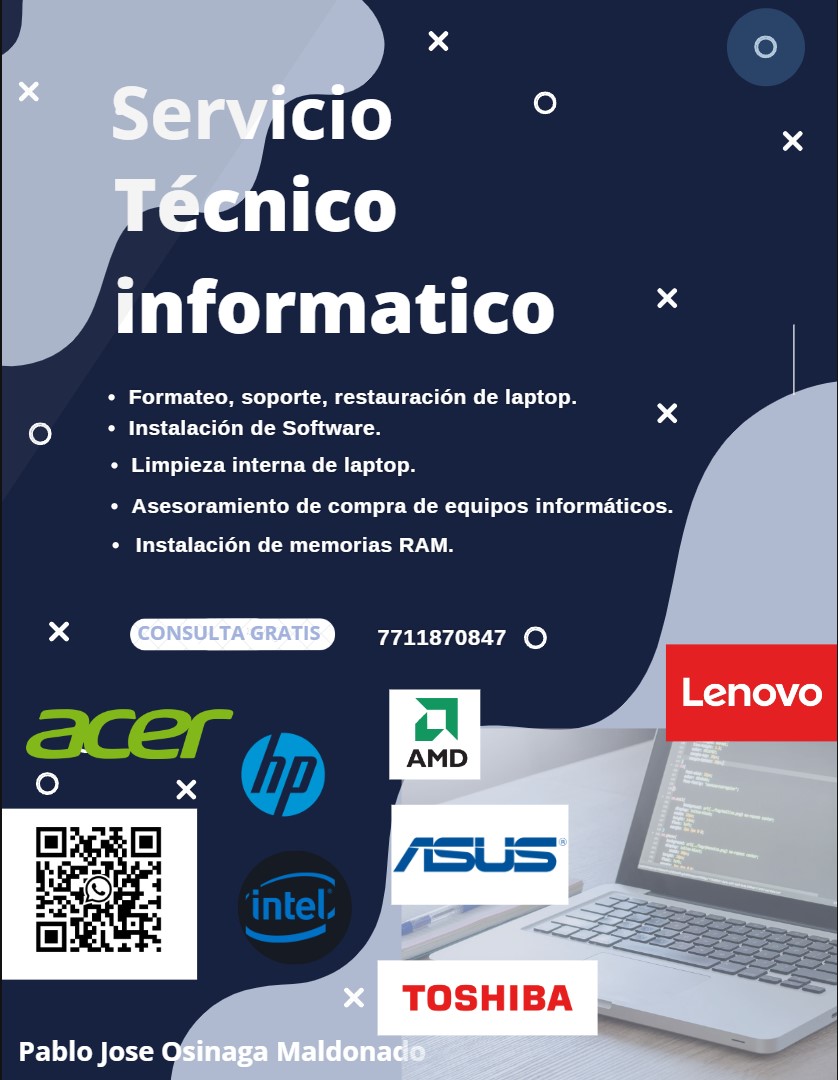 Servicio
Técnico
informatico
• Formateo, soporte, restauración de laptop.
• Instalación de Software.
• Limpieza interna de laptop.
• Asesoramiento de compra de equipos informáticos.
• Instalación de memorias RAM.
CONSULTA GRATIS 7711870847
Lenovo
acer
hp
AMD
ASUS®
intel
TOSHIBA
Pablo Jose Osinaga Maldonado